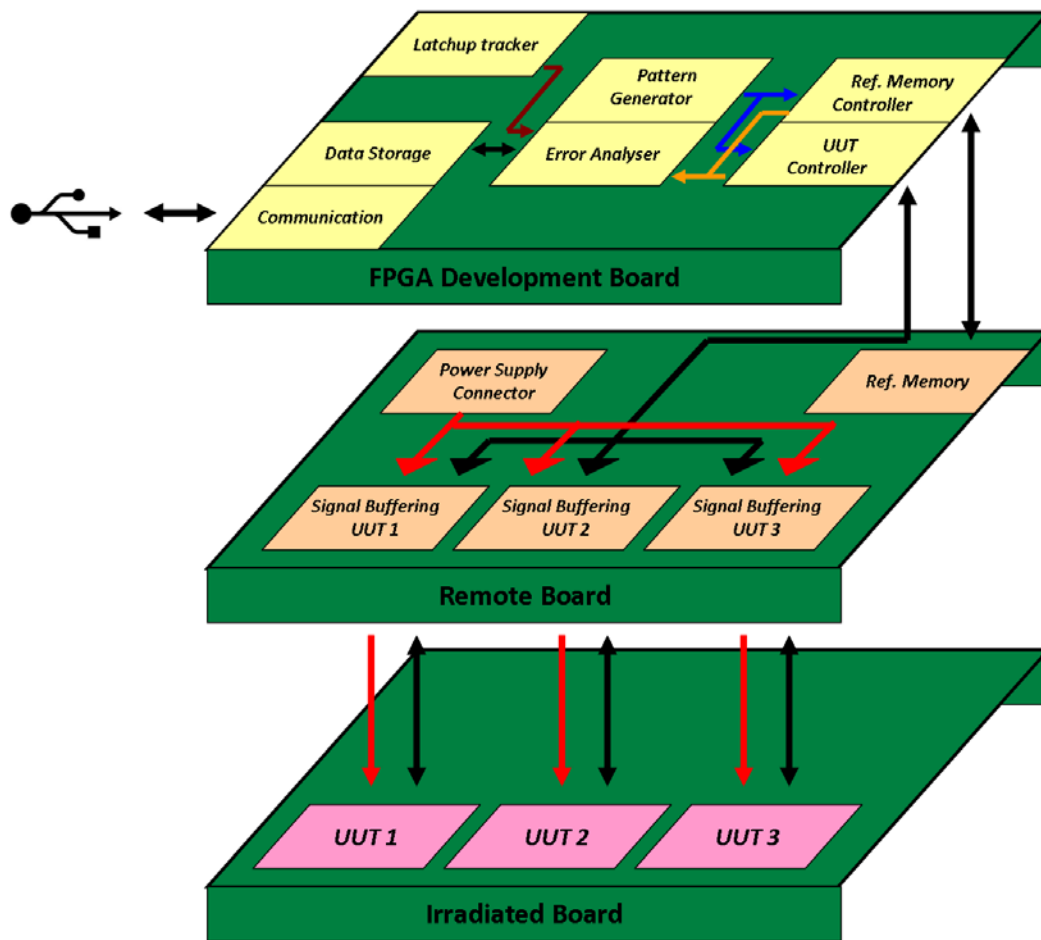 Latchup tracker
Pattern
Generator
Ref. Memory
Controller
Data Storage
Error Analyser
UUT
Controller
Communication
FPGA Development Board
Power Supply
Connector
Ref. Memory
Signal Buffering
UUT 1
Signal Buffering
UUT 2
Signal Buffering
UUT 3
Remote Board
UUT 1
UUT 2
UUT 3
Irradiated Board